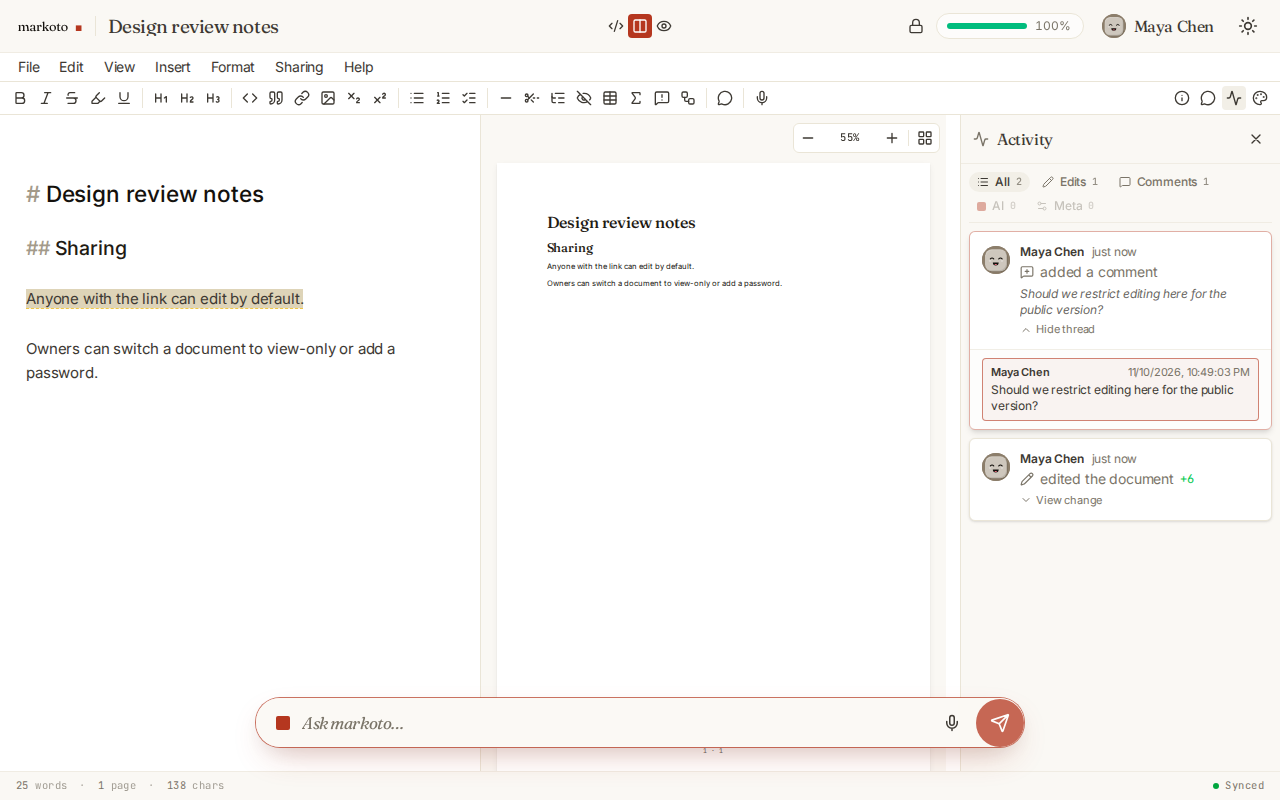 markoto
Design review notes
100%
Maya Chen
File Edit View Insert Format Sharing Help
H1 H2 H3
55%
# Design review notes
## Sharing
Anyone with the link can edit by default.
Owners can switch a document to view-only or add a
password.
Design review notes
Sharing
Anyone with the link can edit by default.
Owners can switch a document to view-only or add a password.
1 · 1
Activity
All 2 Edits 1 Comments 1
AI 0 Meta 0
Maya Chen just now
added a comment
Should we restrict editing here for the
public version?
Hide thread
Maya Chen 11/10/2026, 10:49:03 PM
Should we restrict editing here for the public
version?
Maya Chen just now
edited the document +6
View change
Ask markoto...
25 words · 1 page · 138 chars
Synced